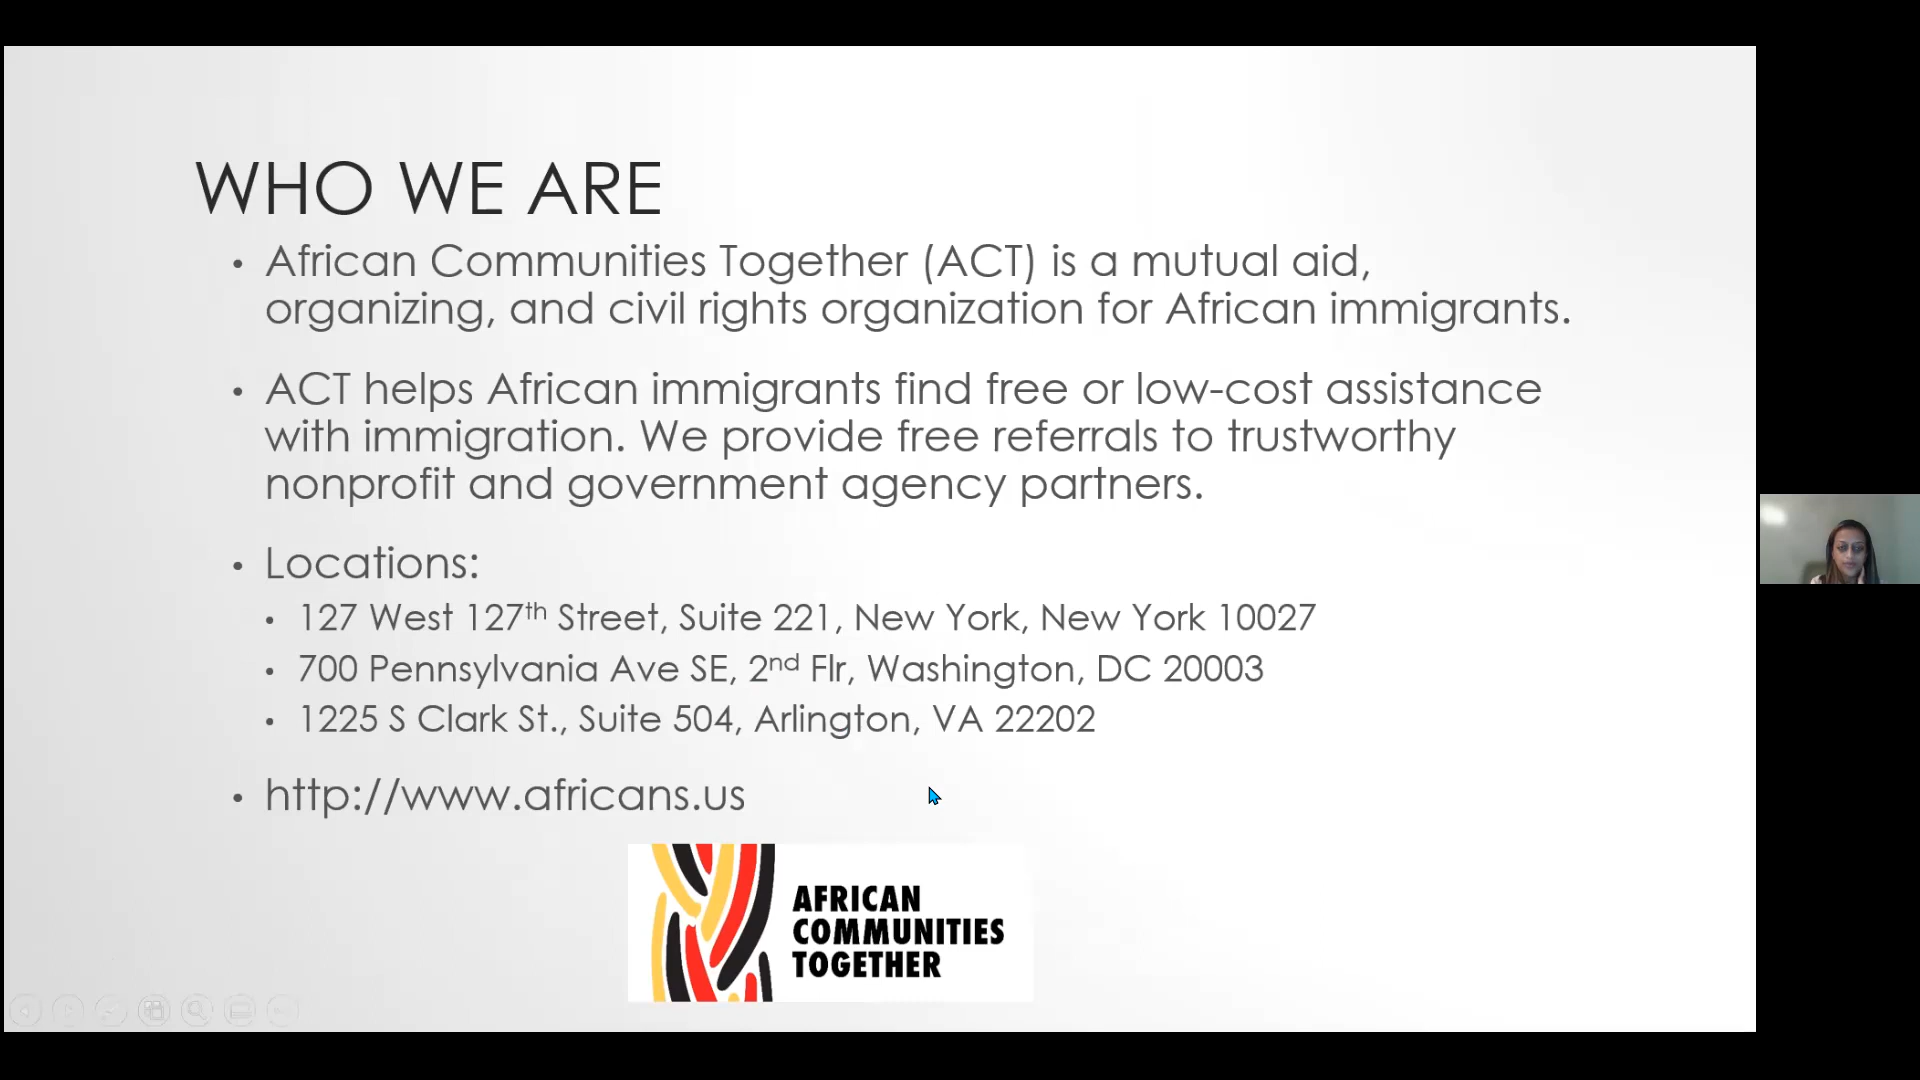 WHO WE ARE
• African Communities Together (ACT) is a mutual aid,
organizing, and civil rights organization for African immigrants.
• ACT helps African immigrants find free or low-cost assistance
with immigration. We provide free referrals to trustworthy
nonprofit and government agency partners.
• Locations:
• 127 West 127th Street, Suite 221, New York, New York 10027
• 700 Pennsylvania Ave SE, 2nd Flr, Washington, DC 20003
• 1225 S Clark St., Suite 504, Arlington, VA 22202
• http://www.africans.us
AFRICAN
COMMUNITIES
TOGETHER